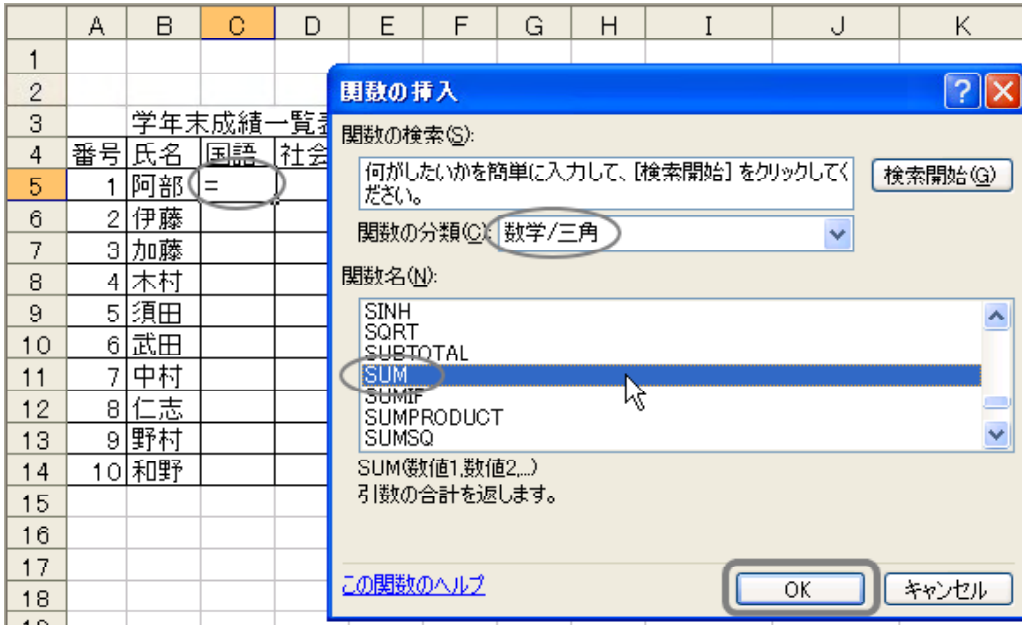 A B C D E F G H I J K
1
2
3 学年末成績一覧表
4 番号 氏名 国語 社会
5 1 阿部 =
6 2 伊藤
7 3 加藤
8 4 木村
9 5 須田
10 6 武田
11 7 中村
12 8 仁志
13 9 野村
14 10 和野
15
16
17
18
関数の挿入
関数の検索(S):
何がしたいかを簡単に入力して、[検索開始] をクリックしてく
ださい。
検索開始(G)
関数の分類(C): 数学/三角
関数名(N):
SINH
SQRT
SUBTOTAL
SUM
SUMIF
SUMPRODUCT
SUMSQ
SUM(数値1,数値2,...)
引数の合計を返します。
この関数のヘルプ
OK
キャンセル